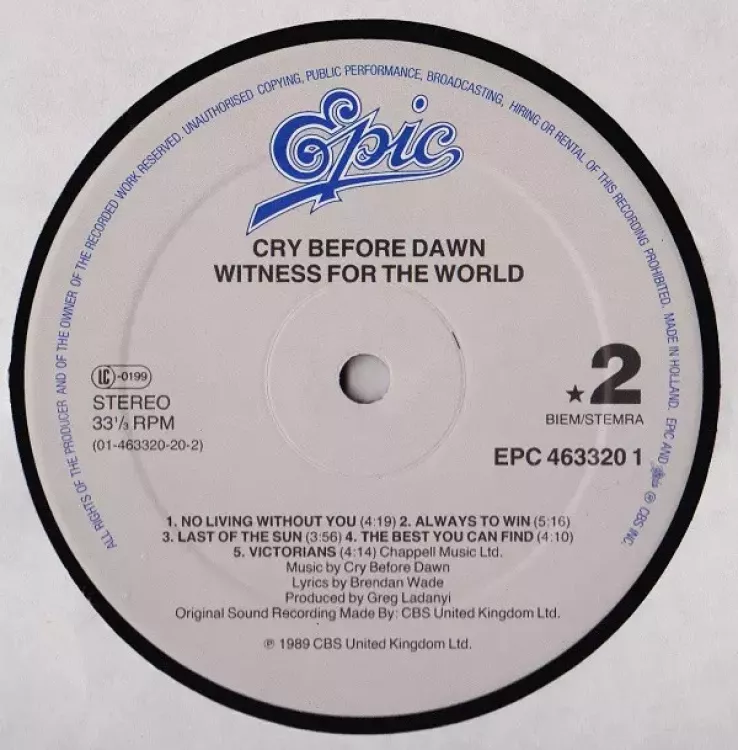 ALL RIGHTS OF THE PRODUCER AND OF THE OWNER OF THE RECORDED WORK RESERVED: UNAUTHORISED COPYING, PUBLIC PERFORMANCE, BROADCASTING, HIRING OR RENTAL OF THIS RECORDING PROHIBITED. MADE IN HOLLAND. EPIC AND Epic ℗ CBS INC.
Epic
CRY BEFORE DAWN
WITNESS FOR THE WORLD
LC-0199
STEREO
33⅓ RPM
(01-463320-20-2)
★2
BIEM/STEMRA
EPC 463320 1
1. NO LIVING WITHOUT YOU (4:19) 2. ALWAYS TO WIN (5:16)
3. LAST OF THE SUN (3:56) 4. THE BEST YOU CAN FIND (4:10)
5. VICTORIANS (4:14) Chappell Music Ltd.
Music by Cry Before Dawn
Lyrics by Brendan Wade
Produced by Greg Ladanyi
Original Sound Recording Made By: CBS United Kingdom Ltd.
℗ 1989 CBS United Kingdom Ltd.